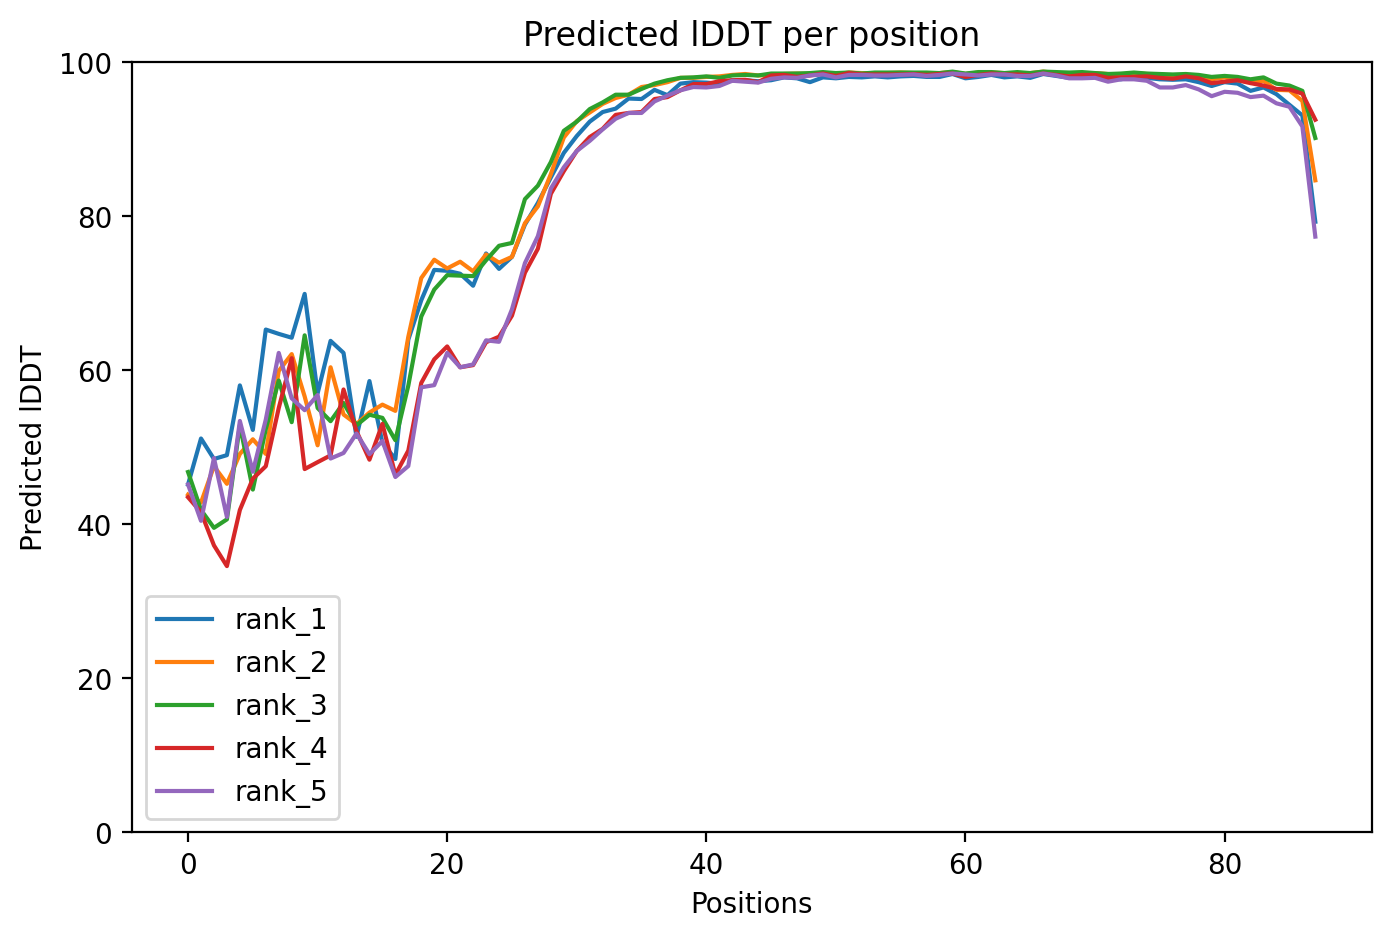 Predicted lDDT per position
100
80
60
40
20
0
Predicted lDDT
rank_1
rank_2
rank_3
rank_4
rank_5
0 20 40 60 80
Positions